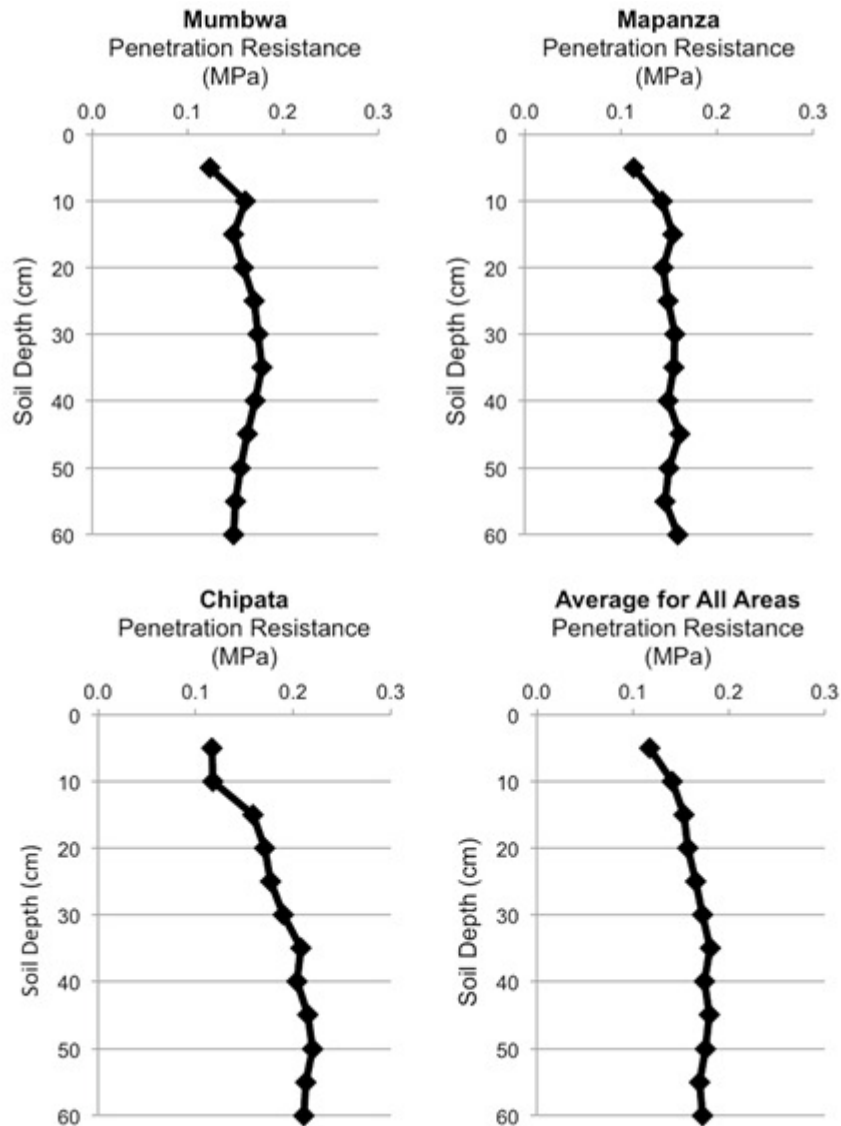 Mumbwa
Penetration Resistance
(MPa)
0.0 0.1 0.2 0.3
Soil Depth (cm)
0
10
20
30
40
50
60
Mapanza
Penetration Resistance
(MPa)
0.0 0.1 0.2 0.3
Soil Depth (cm)
0
10
20
30
40
50
60
Chipata
Penetration Resistance
(MPa)
0.0 0.1 0.2 0.3
Soil Depth (cm)
0
10
20
30
40
50
60
Average for All Areas
Penetration Resistance
(MPa)
0.0 0.1 0.2 0.3
Soil Depth (cm)
0
10
20
30
40
50
60